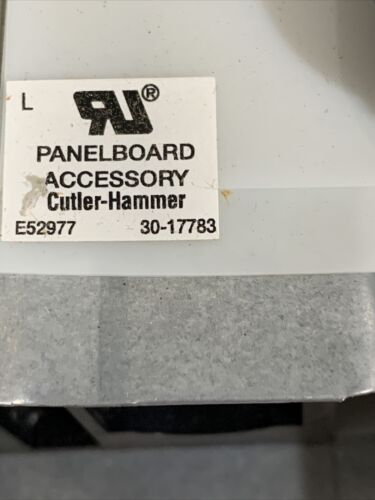 L ®
PANELBOARD
ACCESSORY
Cutler-Hammer
E52977 30-17783